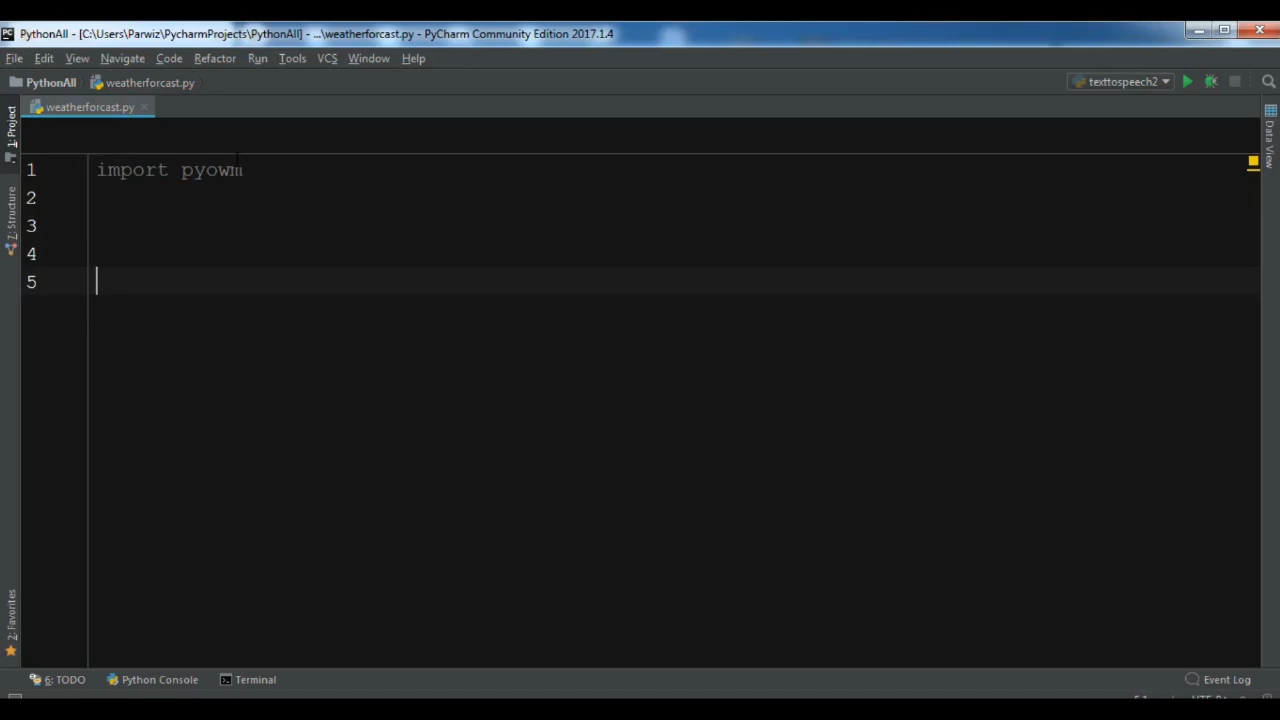 PC PythonAll - [C:\Users\Parwiz\PycharmProjects\PythonAll] - ...\weatherforcast.py - PyCharm Community Edition 2017.1.4
File Edit View Navigate Code Refactor Run Tools VCS Window Help
PythonAll weatherforcast.py texttospeech2
weatherforcast.py
1: Project
Data View
1 import pyowm
2
3
4
5
7: Structure
2: Favorites
6: TODO Python Console Terminal Event Log